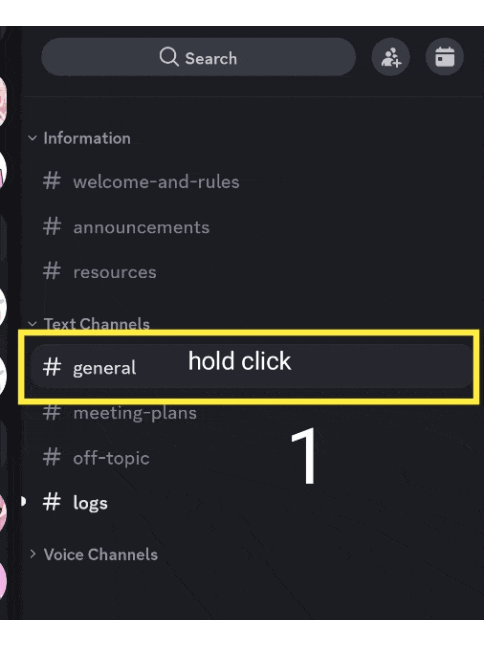 Search
Information
# welcome-and-rules
# announcements
# resources
Text Channels
# general hold click
# meeting-plans
1
# off-topic
# logs
Voice Channels